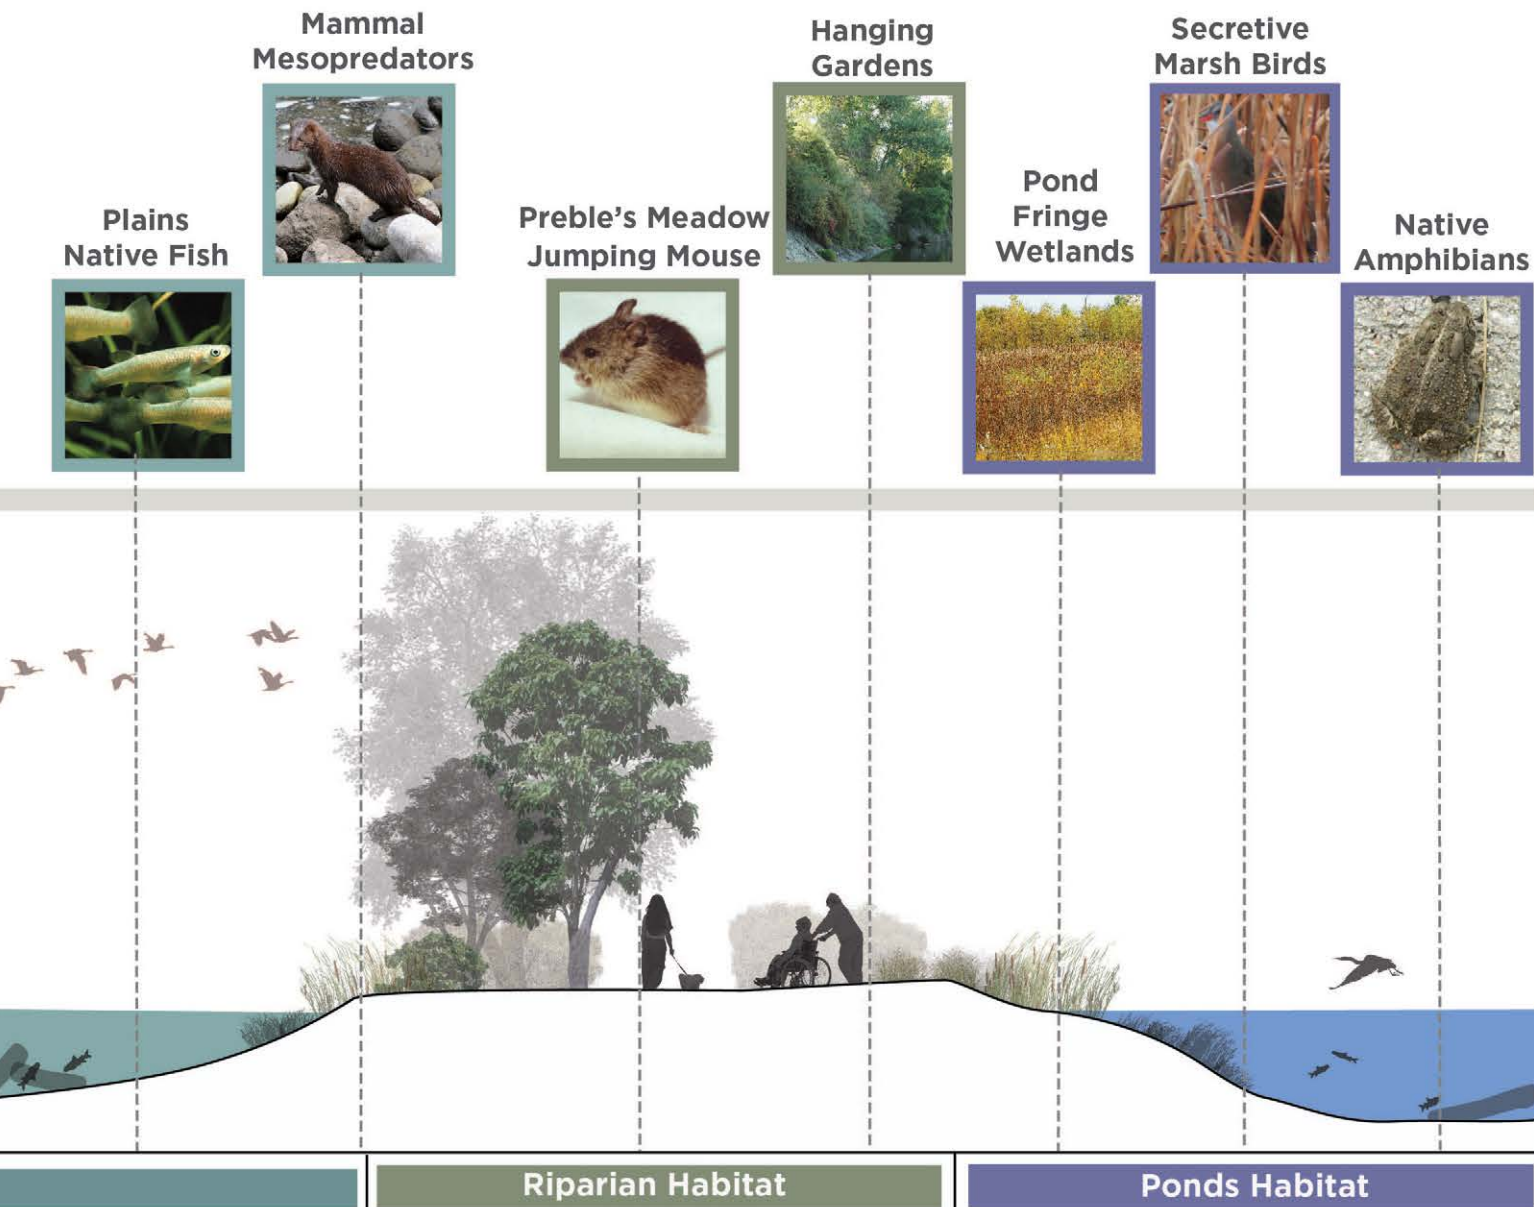 Mammal
Mesopredators
Hanging
Gardens
Secretive
Marsh Birds
Plains
Native Fish
Preble’s Meadow
Jumping Mouse
Pond
Fringe
Wetlands
Native
Amphibians
Riparian Habitat
Ponds Habitat